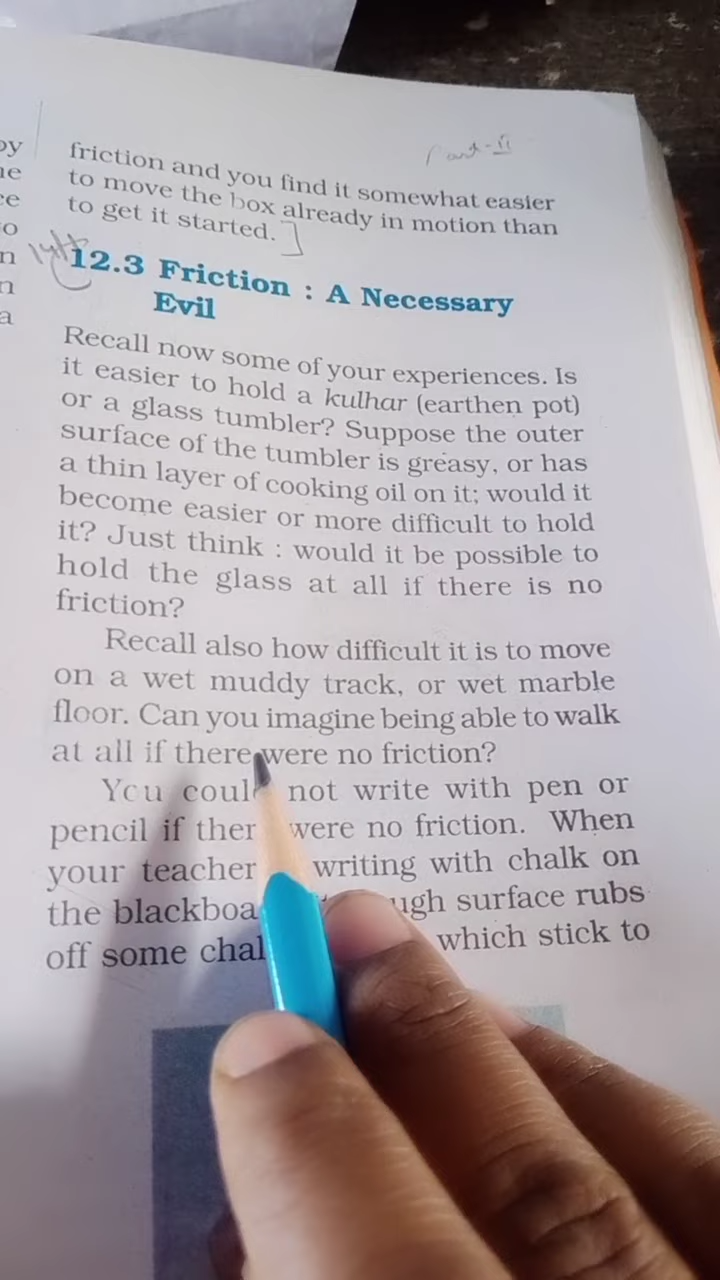 friction and you find it somewhat easier
to move the box already in motion than
to get it started.
12.3 Friction : A Necessary
Evil
Recall now some of your experiences. Is
it easier to hold a kulhar (earthen pot)
or a glass tumbler? Suppose the outer
surface of the tumbler is greasy, or has
a thin layer of cooking oil on it; would it
become easier or more difficult to hold
it? Just think : would it be possible to
hold the glass at all if there is no
friction?
Recall also how difficult it is to move
on a wet muddy track, or wet marble
floor. Can you imagine being able to walk
at all if there were no friction?
You not write with pen or
pencil if were no friction. When
your teacher writing with chalk on
the surface rubs
off some which stick to